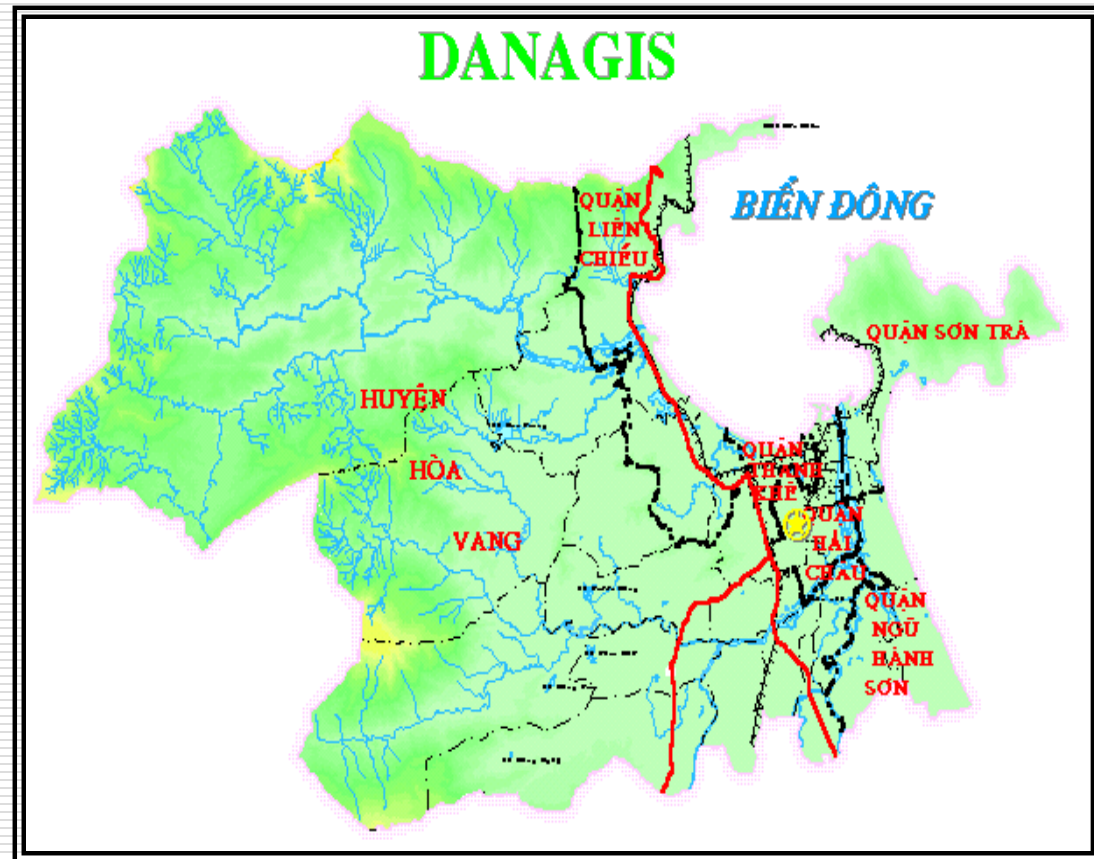 DANAGIS
BIỂN ĐÔNG
QUẬN
LIÊN
CHIỂU
QUẬN SƠN TRÀ
HUYỆN
HÒA
VANG
QUẬN
THANH
KHÊ
QUẬN
HẢI
CHÂU
QUẬN
NGŨ
HÀNH
SƠN